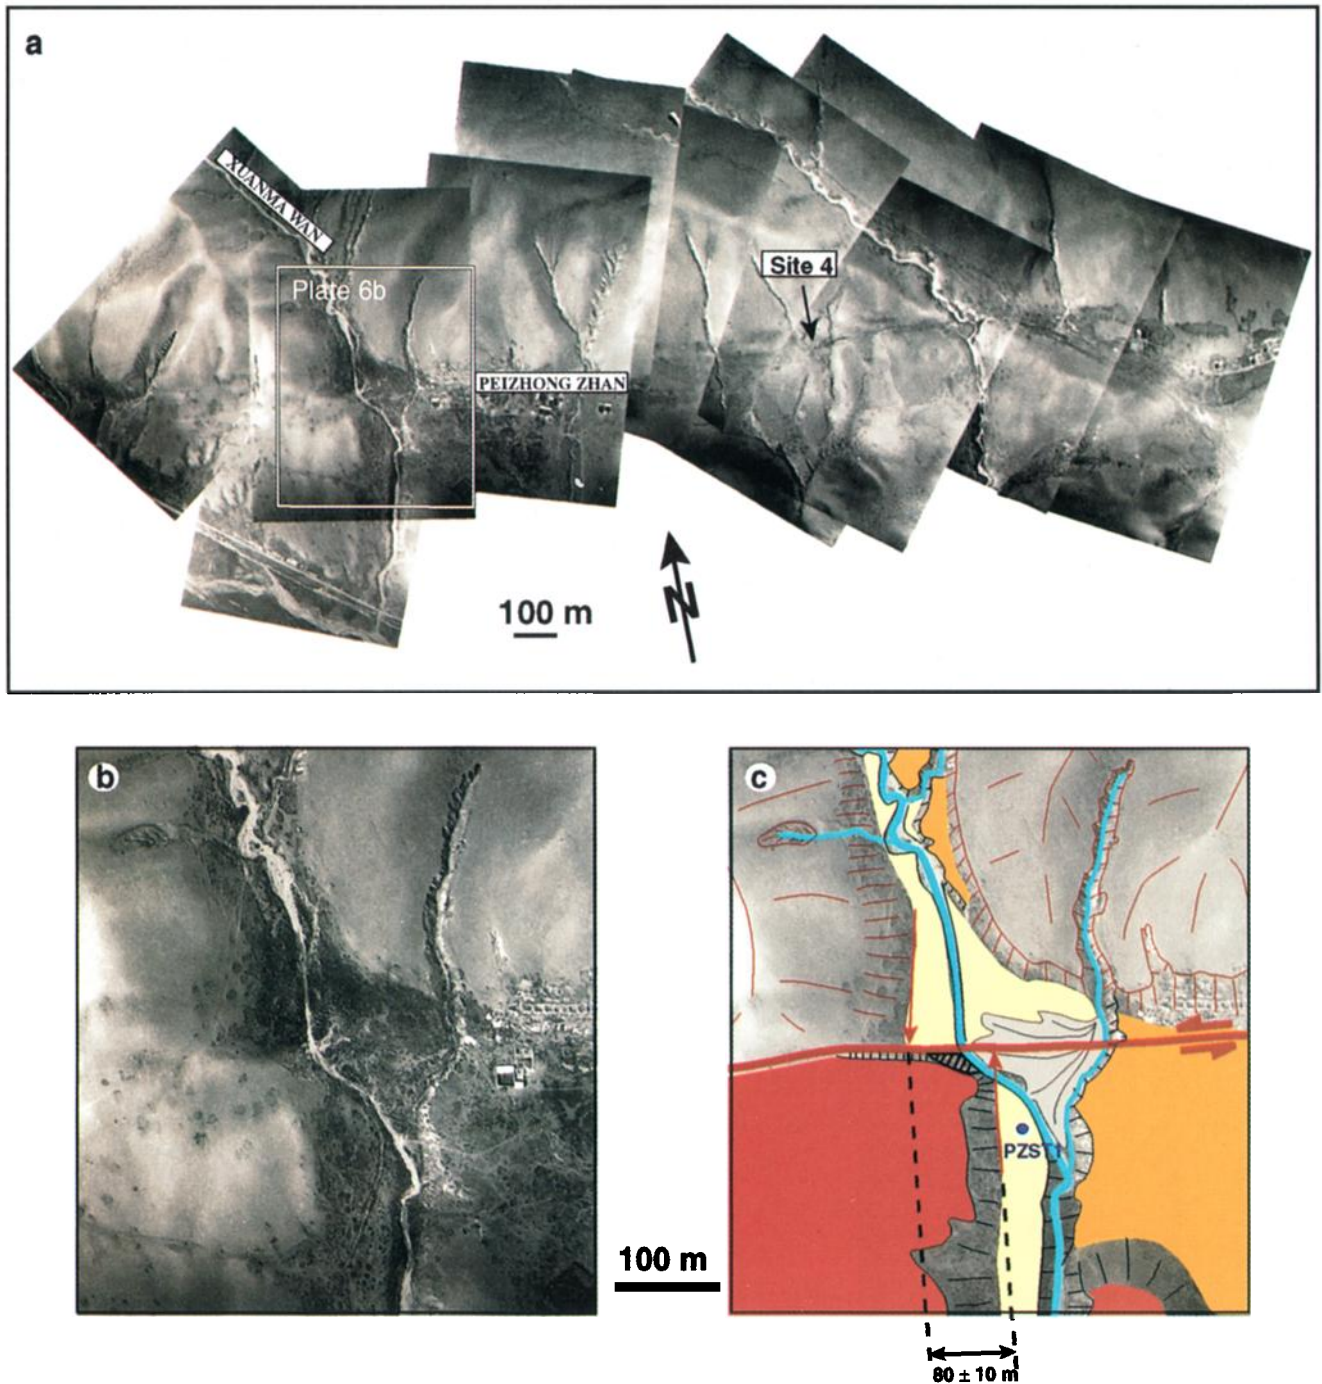 a
XUANMA WAN
Plate 6b
Site 4
PEIZHONG ZHAN
100 m
N
b
c
PZST1
100 m
80 ± 10 m